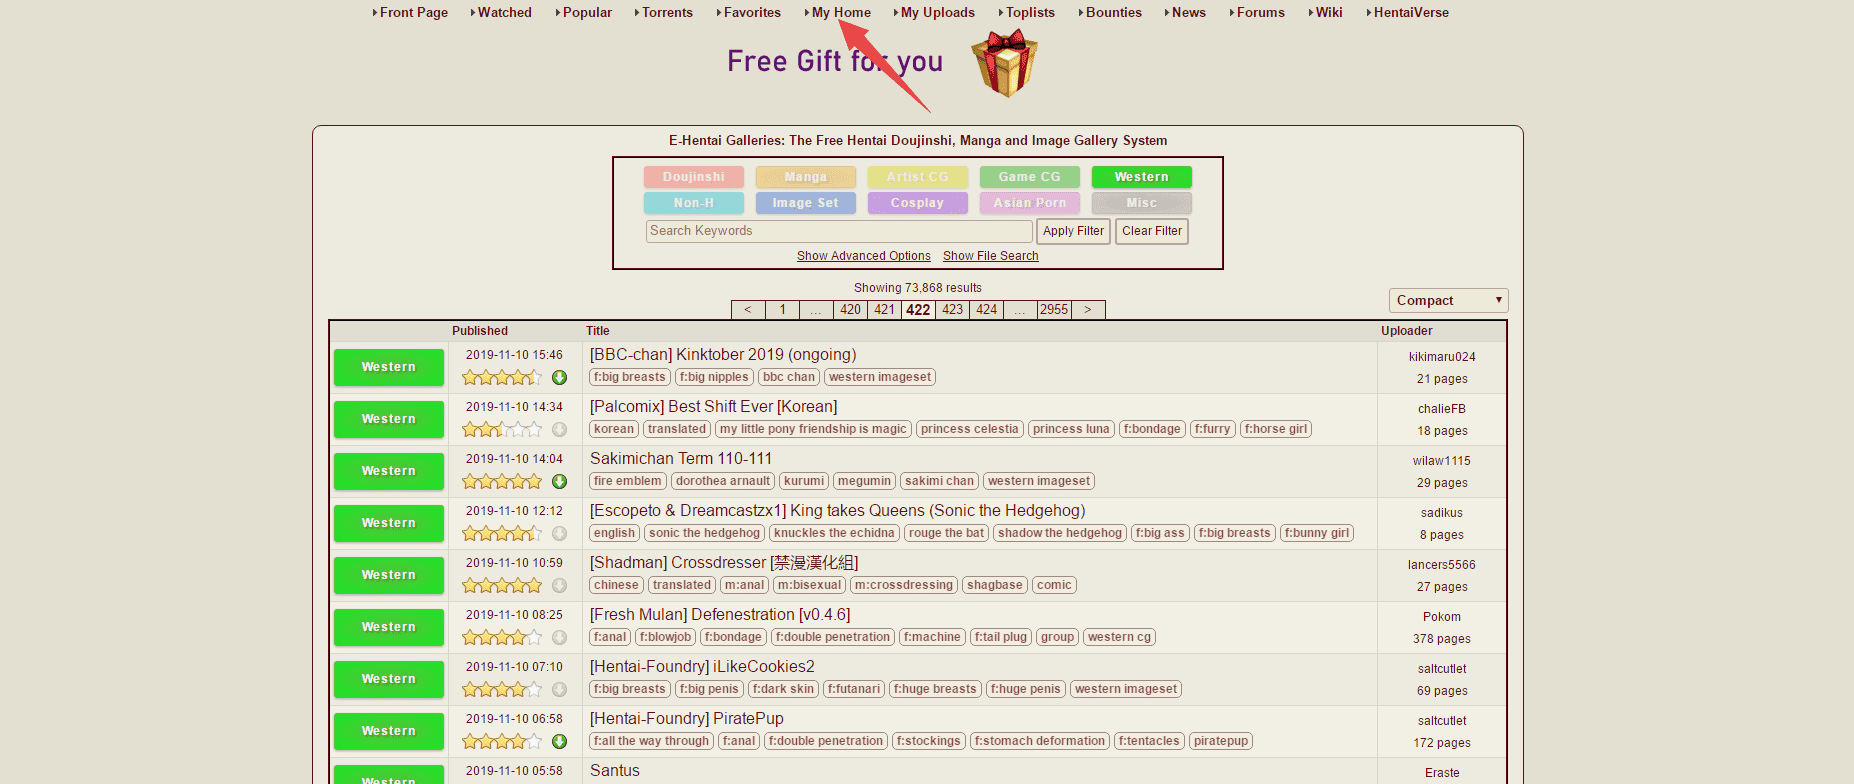 Front Page Watched Popular Torrents Favorites My Home My Uploads Toplists Bounties News Forums Wiki HentaiVerse
Free Gift for you
E-Hentai Galleries: The Free Hentai Doujinshi, Manga and Image Gallery System
Doujinshi Manga Artist CG Game CG Western
Non-H Image Set Cosplay Asian Porn Misc
Search Keywords Apply Filter Clear Filter
Show Advanced Options Show File Search
Showing 73,868 results
Compact
< 1 ... 420 421 422 423 424 ... 2955 >
Published Title Uploader
Western 2019-11-10 15:46 [BBC-chan] Kinktober 2019 (ongoing) kikimaru024
f:big breasts f:big nipples bbc chan western imageset 21 pages
Western 2019-11-10 14:34 [Palcomix] Best Shift Ever [Korean] chalieFB
korean translated my little pony friendship is magic princess celestia princess luna f:bondage f:furry f:horse girl 18 pages
Western 2019-11-10 14:04 Sakimichan Term 110-111 wilaw1115
fire emblem dorothea arnault kurumi megumin sakimi chan western imageset 29 pages
Western 2019-11-10 12:12 [Escopeto & Dreamcastzx1] King takes Queens (Sonic the Hedgehog) sadikus
english sonic the hedgehog knuckles the echidna rouge the bat shadow the hedgehog f:big ass f:big breasts f:bunny girl 8 pages
Western 2019-11-10 10:59 [Shadman] Crossdresser [禁漫漢化組] lancers5566
chinese translated m:anal m:bisexual m:crossdressing shagbase comic 27 pages
Western 2019-11-10 08:25 [Fresh Mulan] Defenestration [v0.4.6] Pokom
f:anal f:blowjob f:bondage f:double penetration f:machine f:tail plug group western cg 378 pages
Western 2019-11-10 07:10 [Hentai-Foundry] iLikeCookies2 saltcutlet
f:big breasts f:big penis f:dark skin f:futanari f:huge breasts f:huge penis western imageset 69 pages
Western 2019-11-10 06:58 [Hentai-Foundry] PiratePup saltcutlet
f:all the way through f:anal f:double penetration f:stockings f:stomach deformation f:tentacles piratepup 172 pages
Western 2019-11-10 05:58 Santus Eraste